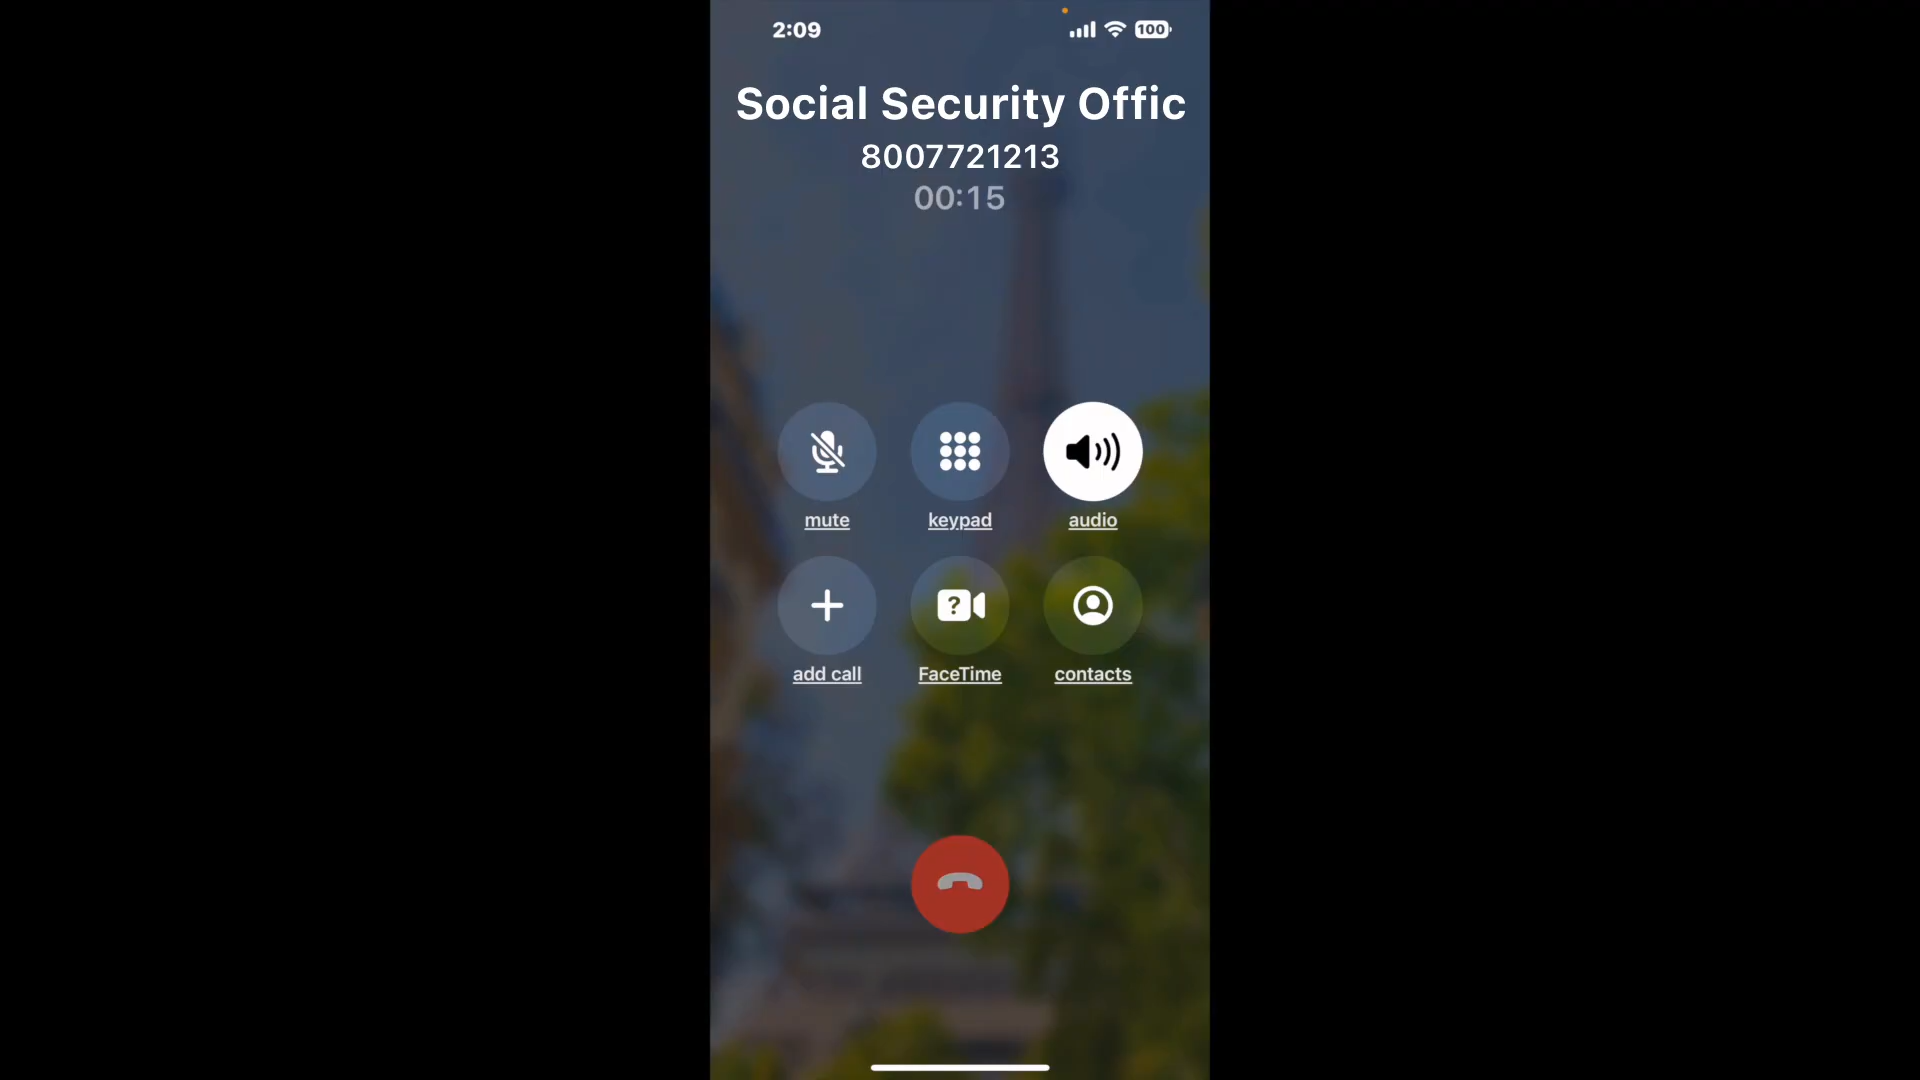 2:09
100
Social Security Offic
8007721213
00:15
mute
keypad
audio
?
add call
FaceTime
contacts